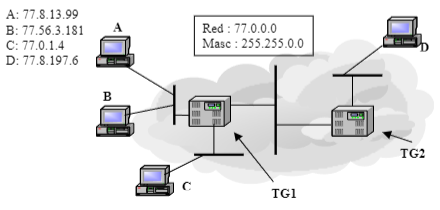 A: 77.8.13.99
B: 77.56.3.181
C: 77.0.1.4
D: 77.8.197.6
A
Red : 77.0.0.0
Masc : 255.255.0.0
D
B
C
TG1
TG2